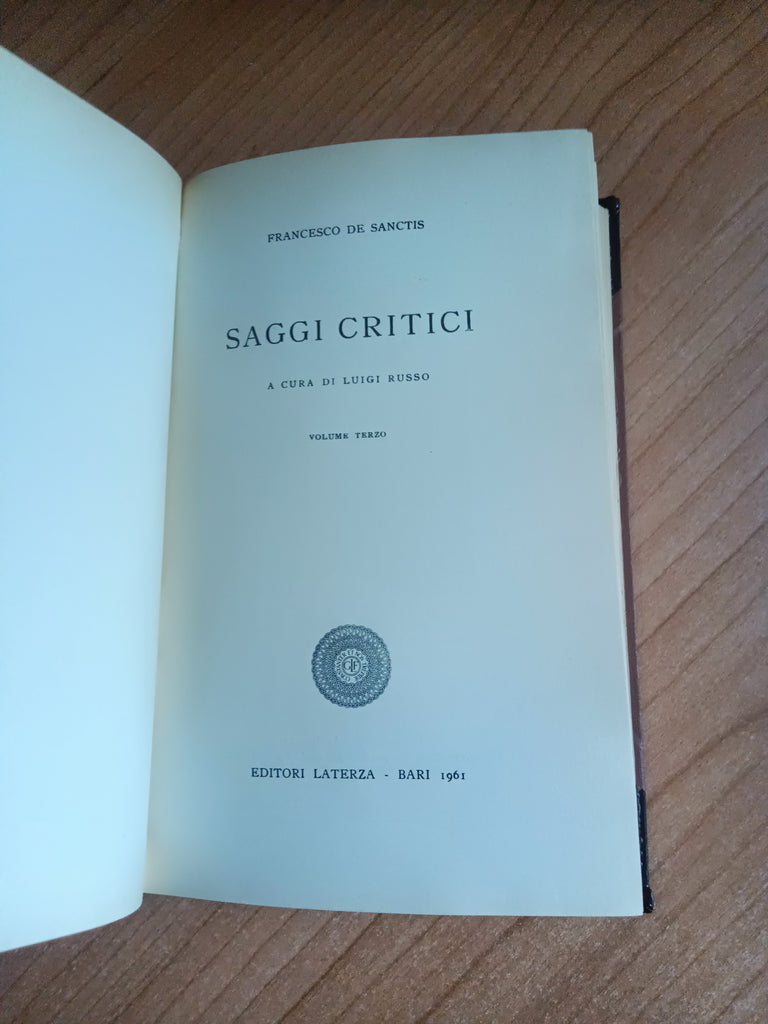 FRANCESCO DE SANCTIS
SAGGI CRITICI
A CURA DI LUIGI RUSSO
VOLUME TERZO
EDITORI LATERZA - BARI 1961